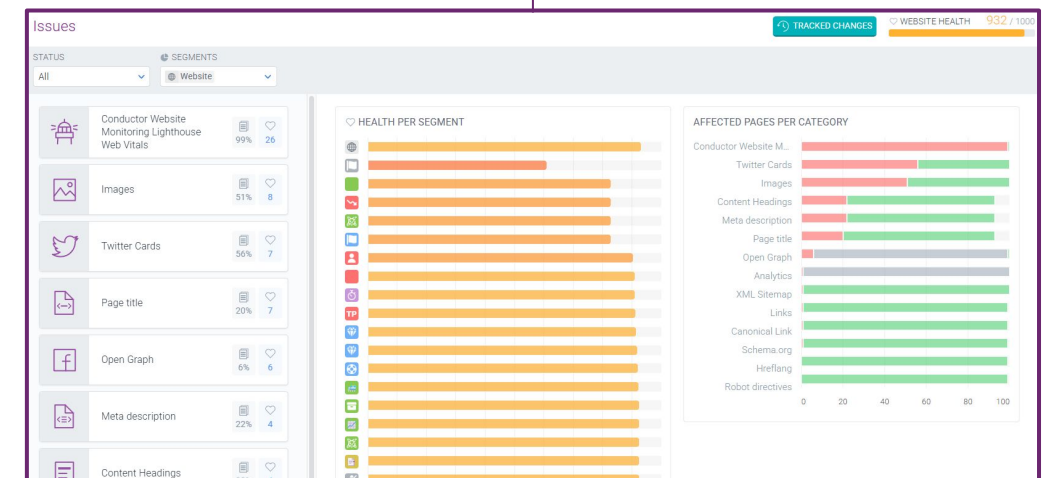 Issues
TRACKED CHANGES
WEBSITE HEALTH 932 / 1000
STATUS
SEGMENTS
All
Website
Conductor Website
Monitoring Lighthouse
Web Vitals
99% 26
Images
51% 8
Twitter Cards
56% 7
Page title
20% 7
Open Graph
6% 6
Meta description
22% 4
Content Headings
HEALTH PER SEGMENT
TP
AFFECTED PAGES PER CATEGORY
Conductor Website M...
Twitter Cards
Images
Content Headings
Meta description
Page title
Open Graph
Analytics
XML Sitemap
Links
Canonical Link
Schema.org
Hreflang
Robot directives
0 20 40 60 80 100